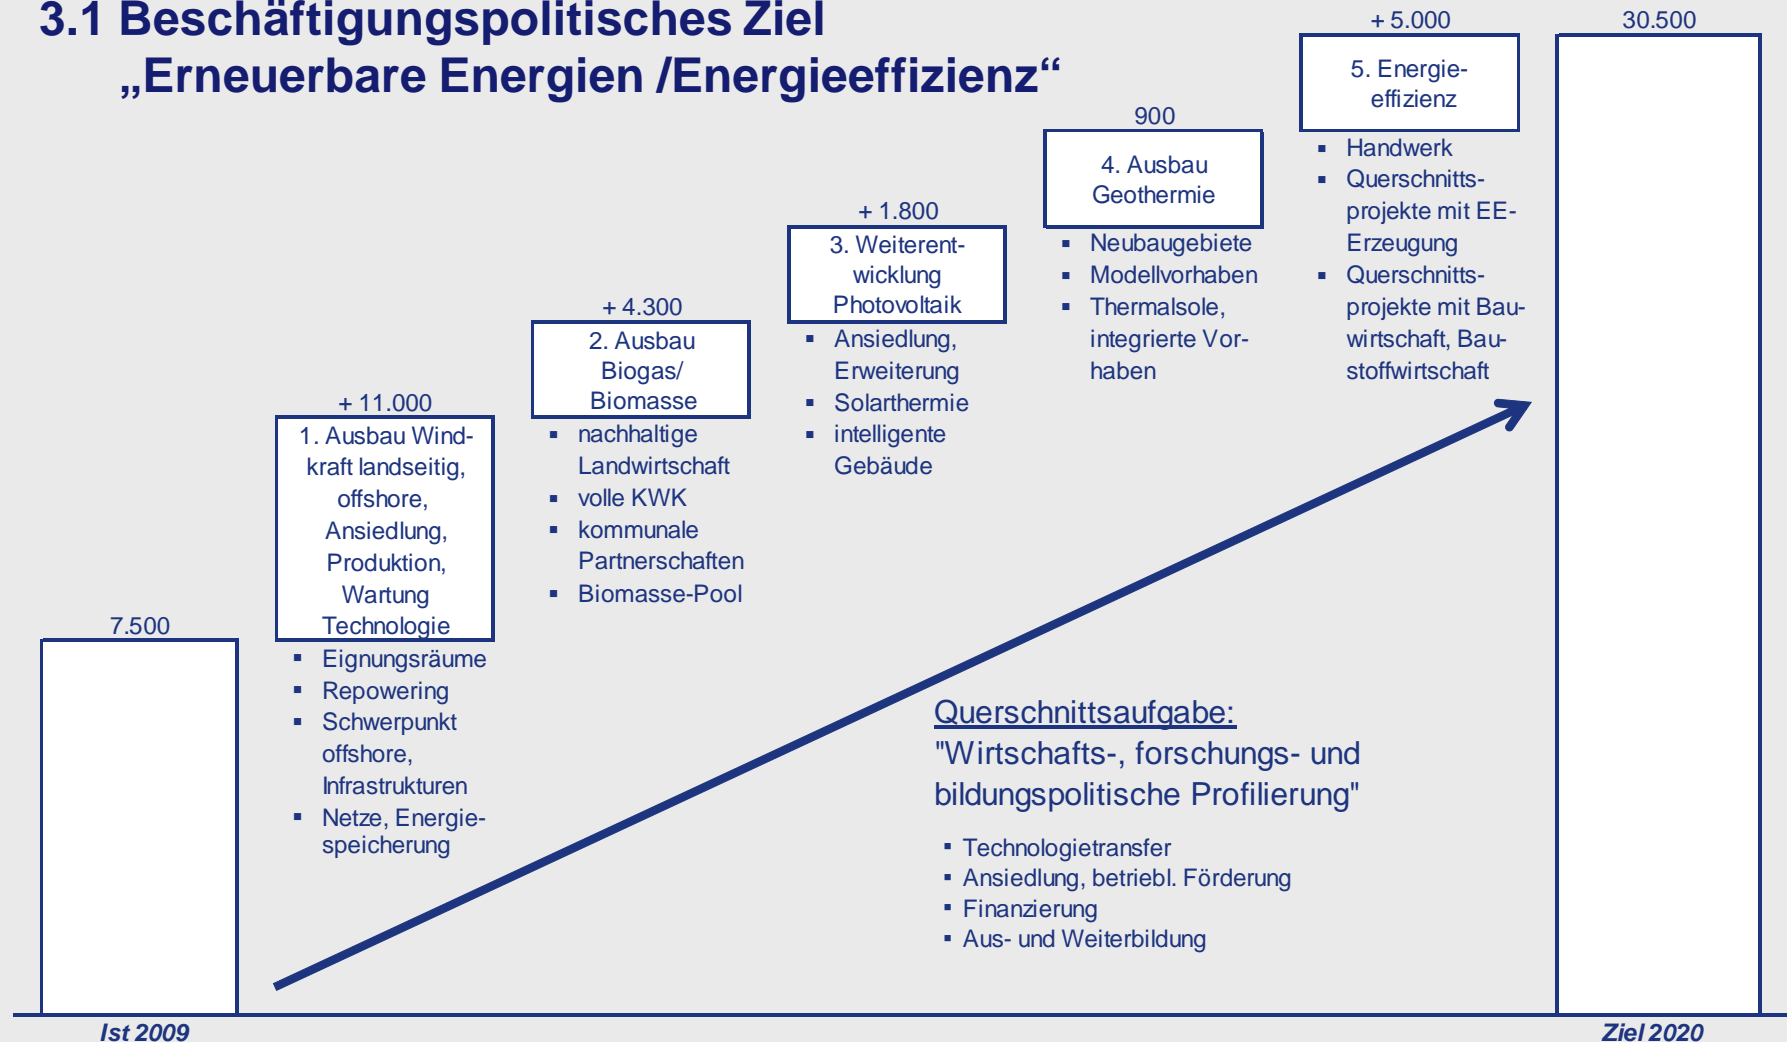 3.1 Beschäftigungspolitisches Ziel
„Erneuerbare Energien /Energieeffizienz“
7.500
Ist 2009
+ 11.000
1. Ausbau Wind-
kraft landseitig,
offshore,
Ansiedlung,
Produktion,
Wartung
Technologie
▪ Eignungsräume
▪ Repowering
▪ Schwerpunkt
offshore,
Infrastrukturen
▪ Netze, Energie-
speicherung
+ 4.300
2. Ausbau
Biogas/
Biomasse
▪ nachhaltige
Landwirtschaft
▪ volle KWK
▪ kommunale
Partnerschaften
▪ Biomasse-Pool
+ 1.800
3. Weiterent-
wicklung
Photovoltaik
▪ Ansiedlung,
Erweiterung
▪ Solarthermie
▪ intelligente
Gebäude
900
4. Ausbau
Geothermie
▪ Neubaugebiete
▪ Modellvorhaben
▪ Thermalsole,
integrierte Vor-
haben
+ 5.000
5. Energie-
effizienz
▪ Handwerk
▪ Querschnitts-
projekte mit EE-
Erzeugung
▪ Querschnitts-
projekte mit Bau-
wirtschaft, Bau-
stoffwirtschaft
30.500
Ziel 2020
Querschnittsaufgabe:
"Wirtschafts-, forschungs- und
bildungspolitische Profilierung"
▪ Technologietransfer
▪ Ansiedlung, betriebl. Förderung
▪ Finanzierung
▪ Aus- und Weiterbildung